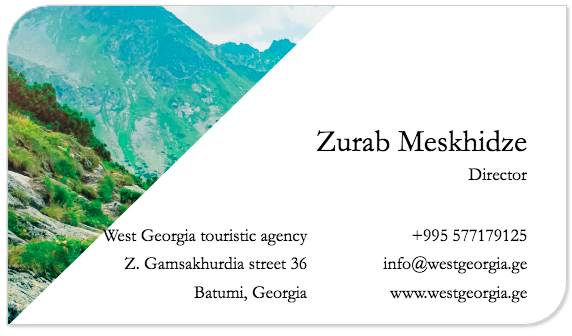 Zurab Meskhidze
Director
West Georgia touristic agency
Z. Gamsakhurdia street 36
Batumi, Georgia
+995 577179125
info@westgeorgia.ge
www.westgeorgia.ge